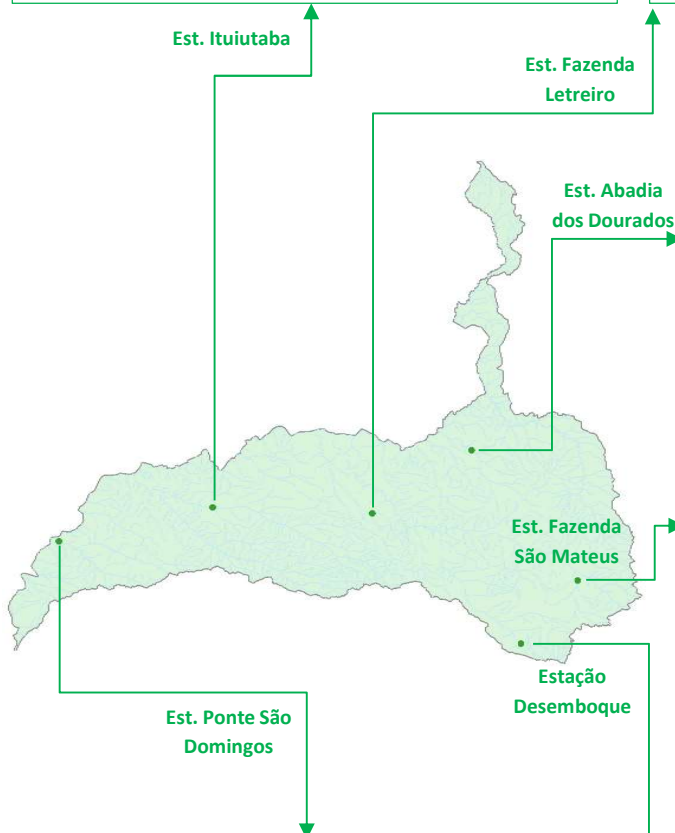 Est. Ituiutaba
Est. Fazenda
Letreiro
Est. Abadia
dos Dourados
Est. Fazenda
São Mateus
Estação
Desemboque
Est. Ponte São
Domingos